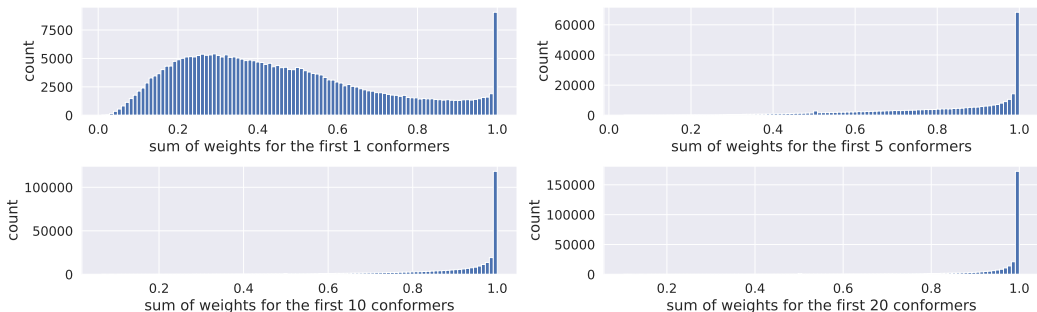 7500
5000
2500
0
count
0.0 0.2 0.4 0.6 0.8 1.0
sum of weights for the first 1 conformers
60000
40000
20000
0
count
0.0 0.2 0.4 0.6 0.8 1.0
sum of weights for the first 5 conformers
100000
50000
0
count
0.2 0.4 0.6 0.8 1.0
sum of weights for the first 10 conformers
150000
100000
50000
0
count
0.2 0.4 0.6 0.8 1.0
sum of weights for the first 20 conformers